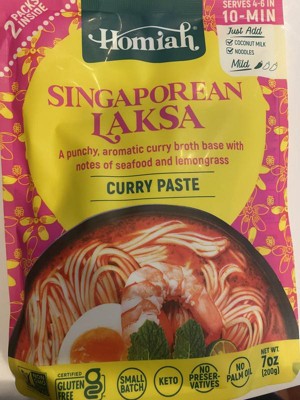 2 PACKS
INSIDE
Homiah
SERVES 4-6 IN
10-MIN
Just Add
COCONUT MILK
NOODLES
Mild
SINGAPOREAN
LAKSA
A punchy, aromatic curry broth base with
notes of seafood and lemongrass
CURRY PASTE
CERTIFIED
GLUTEN
FREE
SMALL
BATCH
KETO
NO
PRESER-
VATIVES
NO
PALM OIL
NET WT
7oz
(200g)